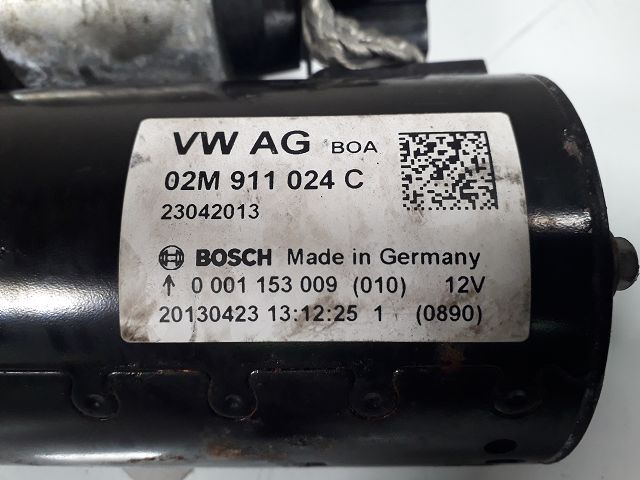 VW AG BOA
02M 911 024 C
23042013
BOSCH Made in Germany
↑ 0 001 153 009 (010) 12V
20130423 13:12:25 1 (0890)